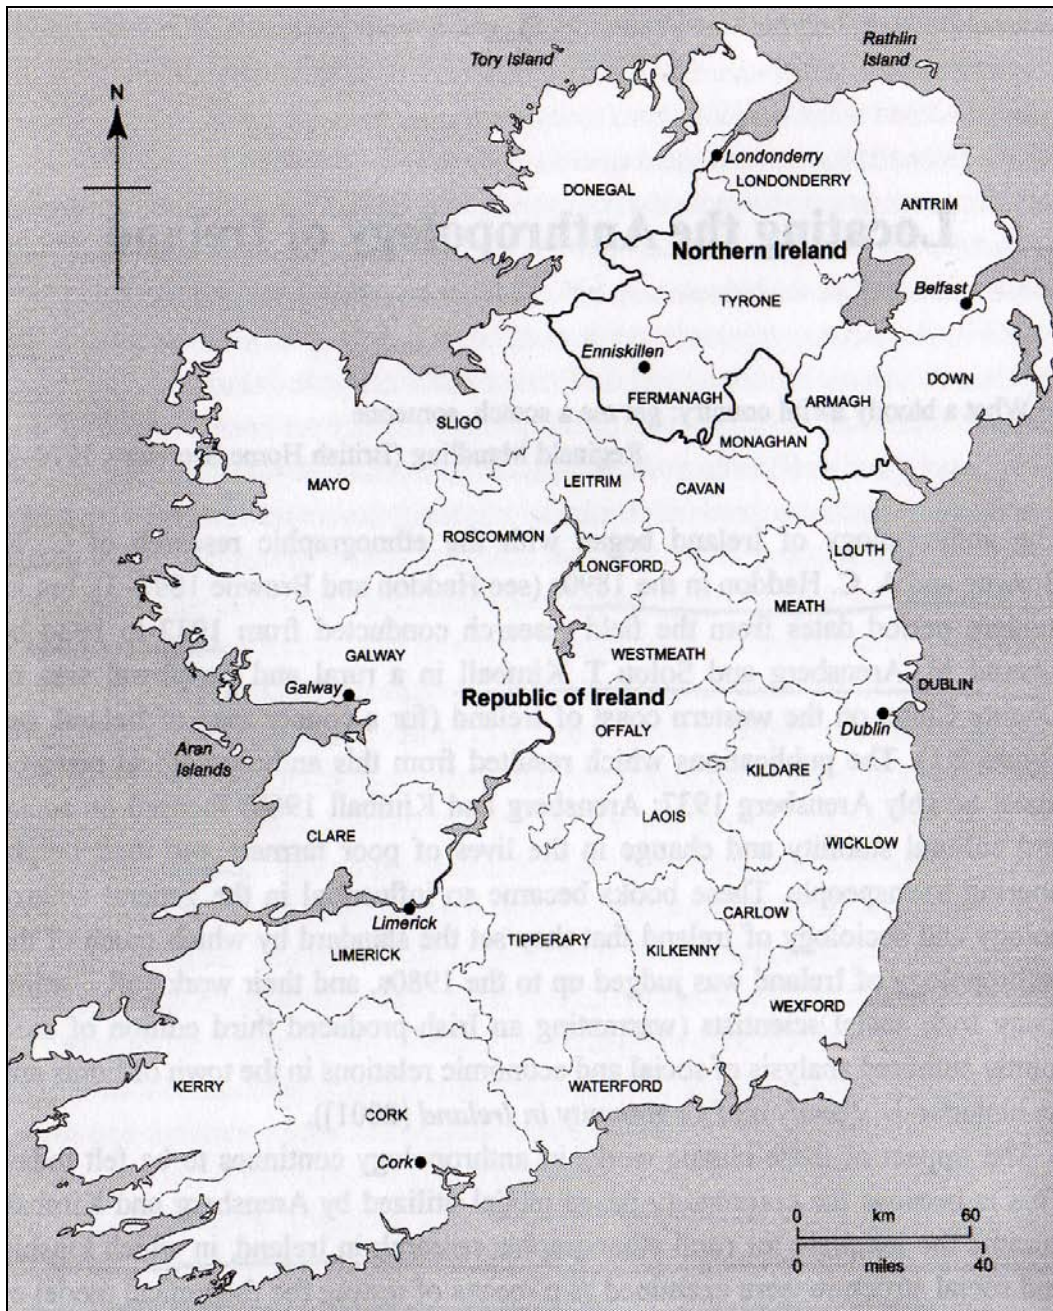 Tory Island
Rathlin
Island
N
Londonderry
LONDONDERRY
DONEGAL
ANTRIM
Northern Ireland
Belfast
TYRONE
Enniskillen
DOWN
FERMANAGH
ARMAGH
SLIGO
MONAGHAN
MAYO
LEITRIM
CAVAN
ROSCOMMON
LOUTH
LONGFORD
MEATH
GALWAY
WESTMEATH
DUBLIN
Galway
Republic of Ireland
Dublin
OFFALY
Aran
Islands
KILDARE
LAOIS
CLARE
WICKLOW
CARLOW
Limerick
TIPPERARY
LIMERICK
KILKENNY
WEXFORD
KERRY
WATERFORD
CORK
Cork
0 km 60
0 miles 40